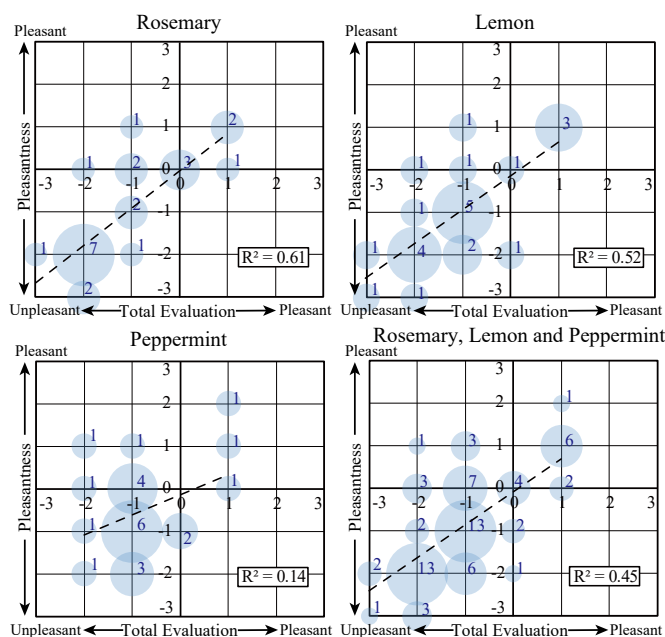 Pleasant
Rosemary
3
2
1 1 2
1 2 0 3 1
-3 -2 -1 0 1 2 3
2 -1
1 7 1 -2
R² = 0.61
2 -3
Pleasantness
Unpleasant Total Evaluation Pleasant
Lemon
Pleasant
3
2
1 1 3
1 1 0 1
-3 -2 -1 0 1 2 3
1 5 -1
1 4 2 -2 1
R² = 0.52
1 1 -3
Pleasantness
Unpleasant Total Evaluation Pleasant
Peppermint
Pleasant
3
2 1
1 1 1 1
1 4 0 1
-3 -2 -1 0 1 2 3
1 6 -1 2
1 3 -2
R² = 0.14
-3
Pleasantness
Unpleasant Total Evaluation Pleasant
Rosemary, Lemon and Peppermint
Pleasant
3
2 1
1 3 1 6
3 7 0 4 2
-3 -2 -1 0 1 2 3
2 13 -1 2
2 13 6 -2 1
R² = 0.45
1 3 -3
Pleasantness
Unpleasant Total Evaluation Pleasant